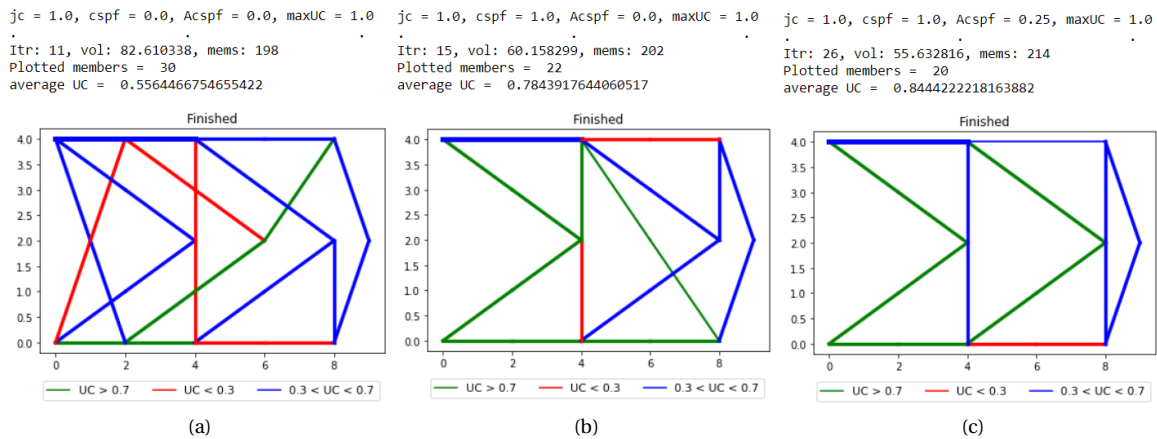 jc = 1.0, cspf = 0.0, Acspf = 0.0, maxUC = 1.0
. . .
Itr: 11, vol: 82.610338, mems: 198
Plotted members = 30
average UC = 0.5564466754655422
Finished
4.0
3.5
3.0
2.5
2.0
1.5
1.0
0.5
0.0
0 2 4 6 8
UC > 0.7 UC < 0.3 0.3 < UC < 0.7
(a)
jc = 1.0, cspf = 1.0, Acspf = 0.0, maxUC = 1.0
. . .
Itr: 15, vol: 60.158299, mems: 202
Plotted members = 22
average UC = 0.7843917644060517
Finished
4.0
3.5
3.0
2.5
2.0
1.5
1.0
0.5
0.0
0 2 4 6 8
UC > 0.7 UC < 0.3 0.3 < UC < 0.7
(b)
jc = 1.0, cspf = 1.0, Acspf = 0.25, maxUC = 1.0
. . .
Itr: 26, vol: 55.632816, mems: 214
Plotted members = 20
average UC = 0.8444222218163882
Finished
4.0
3.5
3.0
2.5
2.0
1.5
1.0
0.5
0.0
0 2 4 6 8
UC > 0.7 UC < 0.3 0.3 < UC < 0.7
(c)